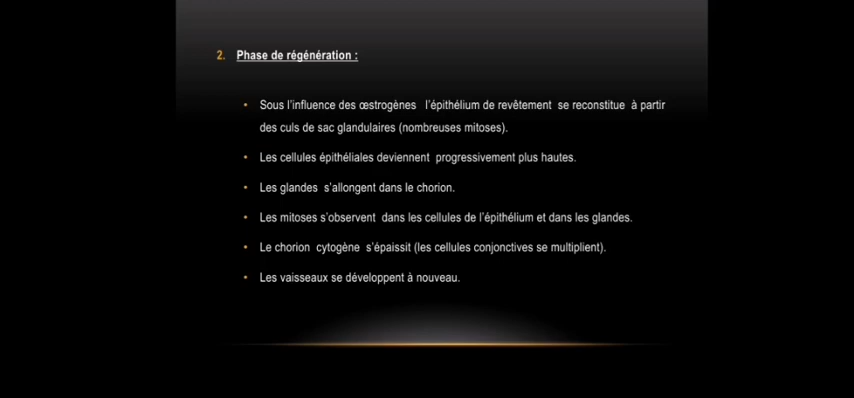 2. Phase de régénération :
• Sous l'influence des œstrogènes l'épithélium de revêtement se reconstitue à partir
des culs de sac glandulaires (nombreuses mitoses).
• Les cellules épithéliales deviennent progressivement plus hautes.
• Les glandes s'allongent dans le chorion.
• Les mitoses s'observent dans les cellules de l'épithélium et dans les glandes.
• Le chorion cytogène s'épaissit (les cellules conjonctives se multiplient).
• Les vaisseaux se développent à nouveau.